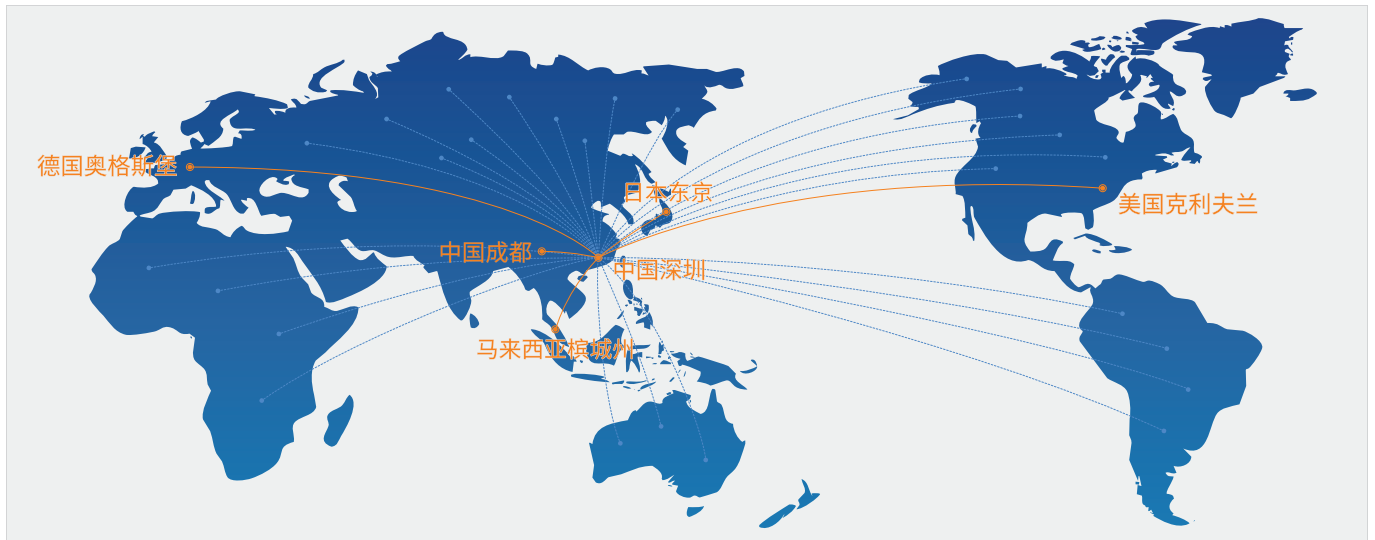 德国奥格斯堡
日本东京
美国克利夫兰
中国成都
中国深圳
马来西亚槟城州